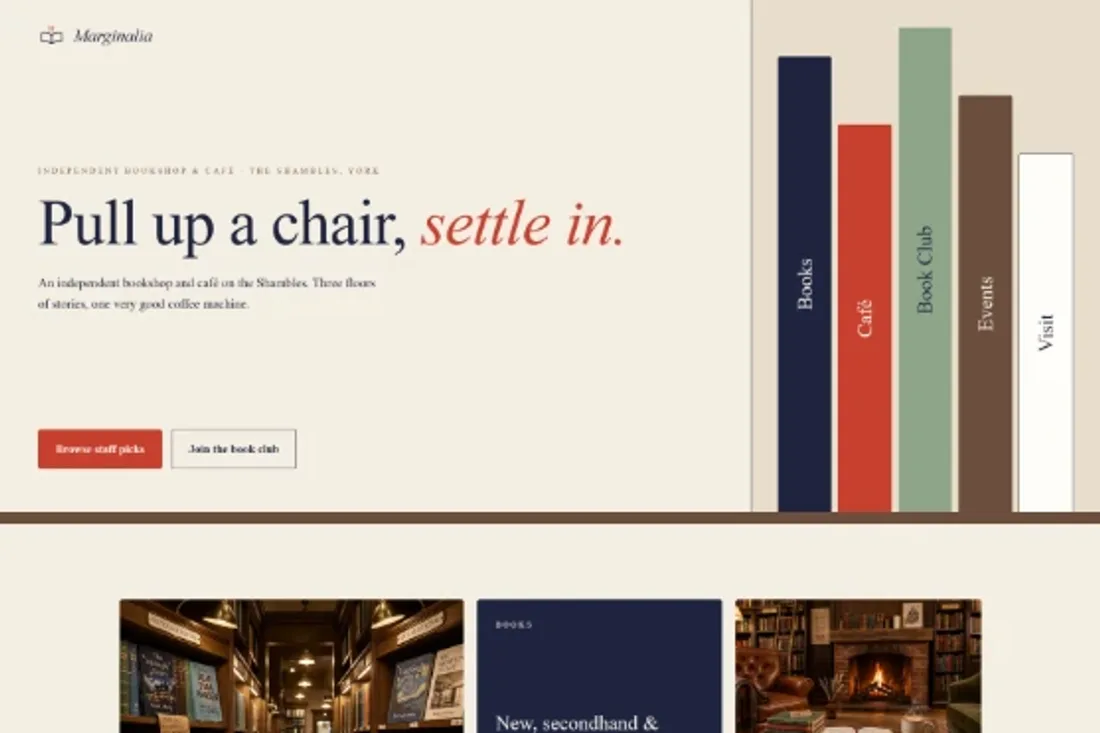 Marginalia
INDEPENDENT BOOKSHOP & CAFÉ · THE SHAMBLES, YORK
Pull up a chair, settle in.
An independent bookshop and café on the Shambles. Three floors
of stories, one very good coffee machine.
Browse staff picks
Join the book club
Books
Café
Book Club
Events
Visit
BOOKS
New, secondhand &